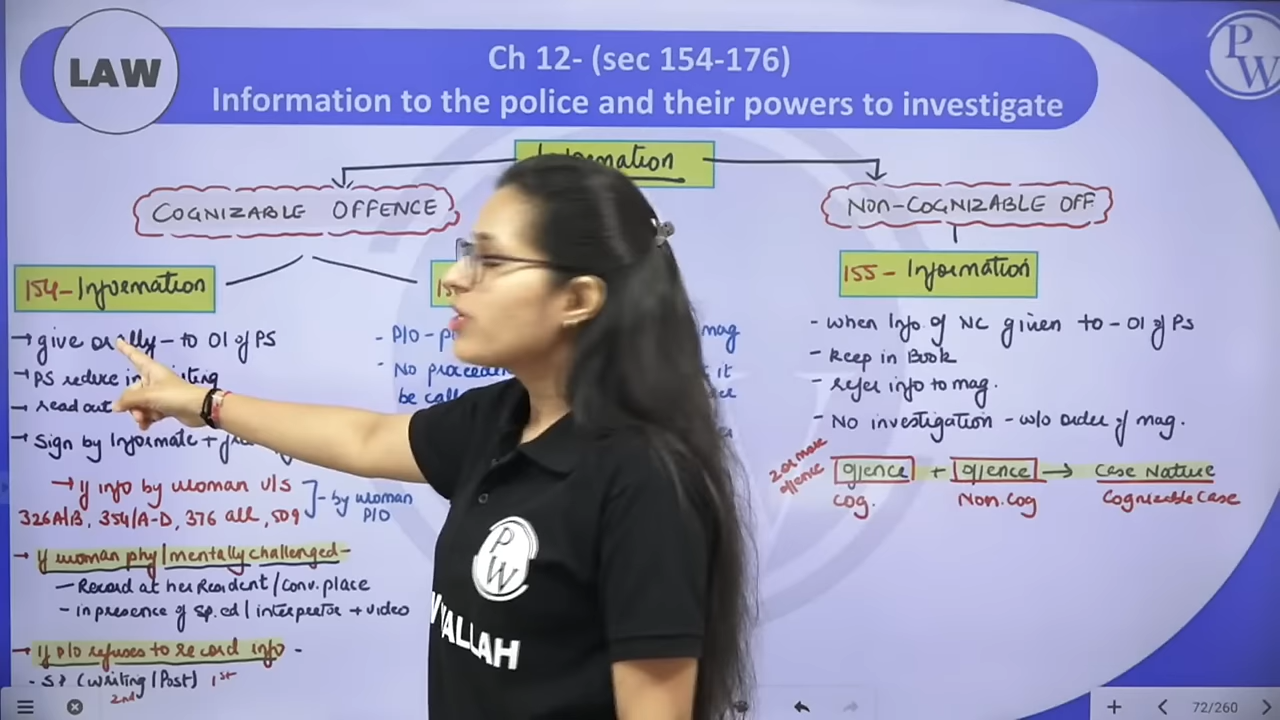 LAW
Ch 12- (sec 154-176)
Information to the police and their powers to investigate
P
W
Information
COGNIZABLE OFFENCE
NON-COGNIZABLE OFF
154-Information
15
155- Information
→ give orally - to OI of PS
→ PS reduce in writing
→ read out
→ Sign by Informate +
→ if info by woman u/s
326A/B, 354/A-D, 376 all, 509
- by woman
P/O
→ if woman phy/mentally challenged-
- Record at her Resident/conv. place
- in presence of sp. ed/interpretor + video
→ if P/O refuses to record info -
- SP (writing/Post) 1st
2nd
- P/O - p
mag
- No proceedin
it
be call
- when Info. of NC given to - OI of PS
- keep in Book
- refer info to mag.
- No investigation - w/o order of mag.
2 or more
offence
offence + offence → Case Nature
Cog.
Non.Cog
Cognizable Case
P
W
WALLAH
72/260